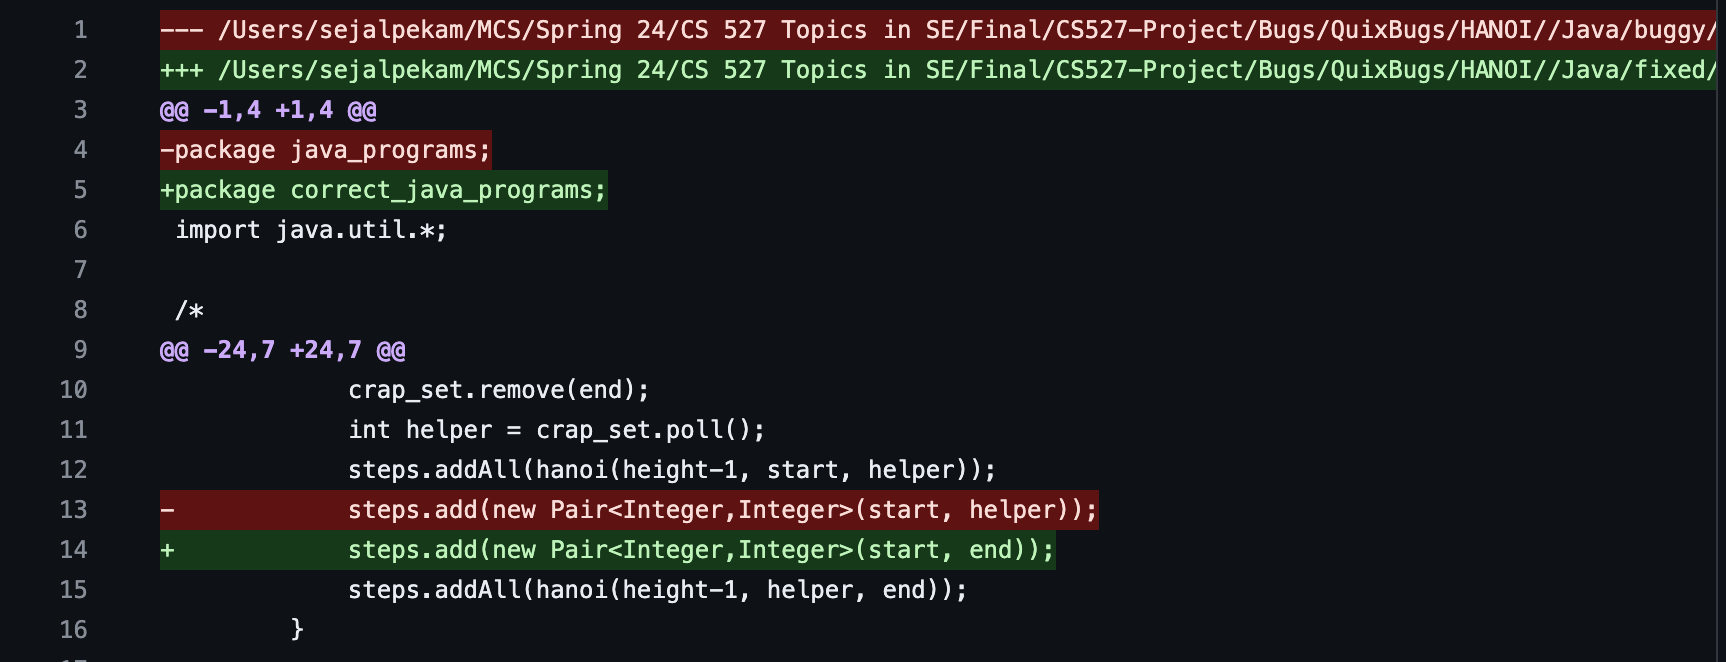 1 --- /Users/sejalpekam/MCS/Spring 24/CS 527 Topics in SE/Final/CS527-Project/Bugs/QuixBugs/HANOI//Java/buggy/
2 +++ /Users/sejalpekam/MCS/Spring 24/CS 527 Topics in SE/Final/CS527-Project/Bugs/QuixBugs/HANOI//Java/fixed/
3 @@ -1,4 +1,4 @@
4 -package java_programs;
5 +package correct_java_programs;
6 import java.util.*;
7
8 /*
9 @@ -24,7 +24,7 @@
10 crap_set.remove(end);
11 int helper = crap_set.poll();
12 steps.addAll(hanoi(height-1, start, helper));
13 - steps.add(new Pair<Integer,Integer>(start, helper));
14 + steps.add(new Pair<Integer,Integer>(start, end));
15 steps.addAll(hanoi(height-1, helper, end));
16 }